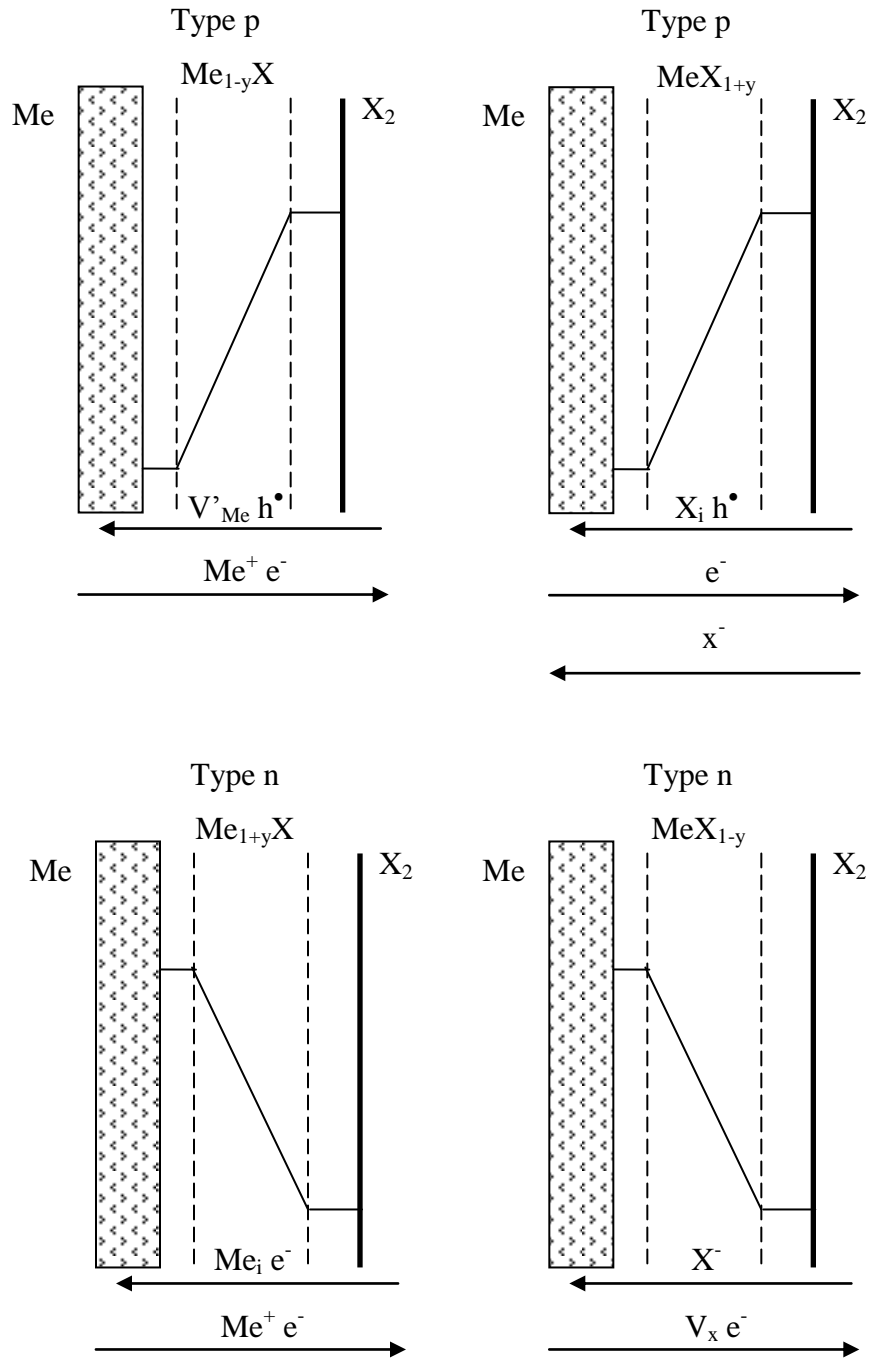 Type p
Type p
Me₁₋yX
MeX₁₊y
Me
X₂
Me
X₂
V’Me h•
Xᵢ h•
Me⁺ e⁻
e⁻
x⁻
Type n
Type n
Me₁₊yX
MeX₁₋y
Me
X₂
Me
X₂
Meᵢ e⁻
X⁻
Me⁺ e⁻
Vₓ e⁻